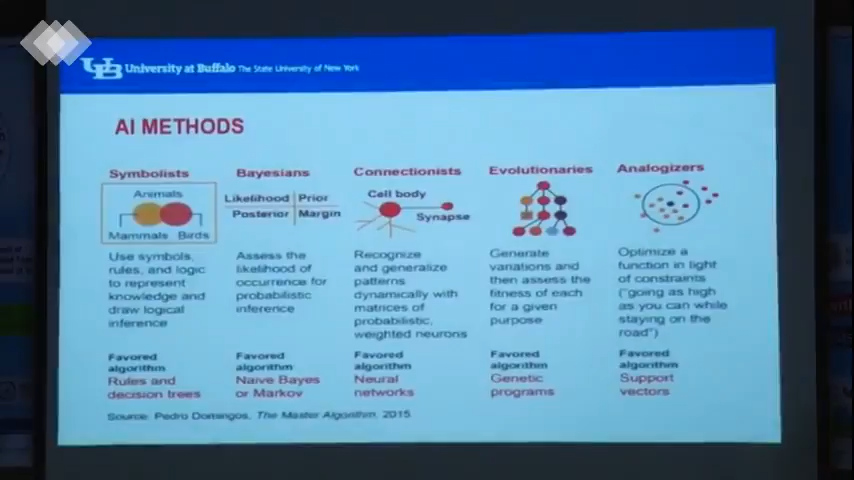 UB University at Buffalo The State University of New York
AI METHODS
Symbolists
Animals
Mammals Birds
Use symbols,
rules, and logic
to represent
knowledge and
draw logical
inference
Favored
algorithm
Rules and
decision trees
Bayesians
Likelihood Prior
Posterior Margin
Assess the
likelihood of
occurrence for
probabilistic
inference
Favored
algorithm
Naive Bayes
or Markov
Connectionists
Cell body
Synapse
Recognize
and generalize
patterns
dynamically with
matrices of
probabilistic,
weighted neurons
Favored
algorithm
Neural
networks
Evolutionaries
Generate
variations and
then assess the
fitness of each
for a given
purpose
Favored
algorithm
Genetic
programs
Analogizers
Optimize a
function in light
of constraints
("going as high
as you can while
staying on the
road")
Favored
algorithm
Support
vectors
Source: Pedro Domingos, The Master Algorithm, 2015